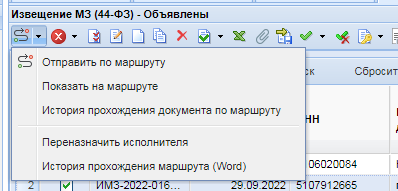 Извещение МЗ (44-ФЗ) - Объявлены
Отправить по маршруту
Показать на маршруте
История прохождения документа по маршруту
Переназначить исполнителя
История прохождения маршрута (Word)
Сбросит
НН
06020084
2
ИМЗ-2022-016...
29.09.2022
5107912665